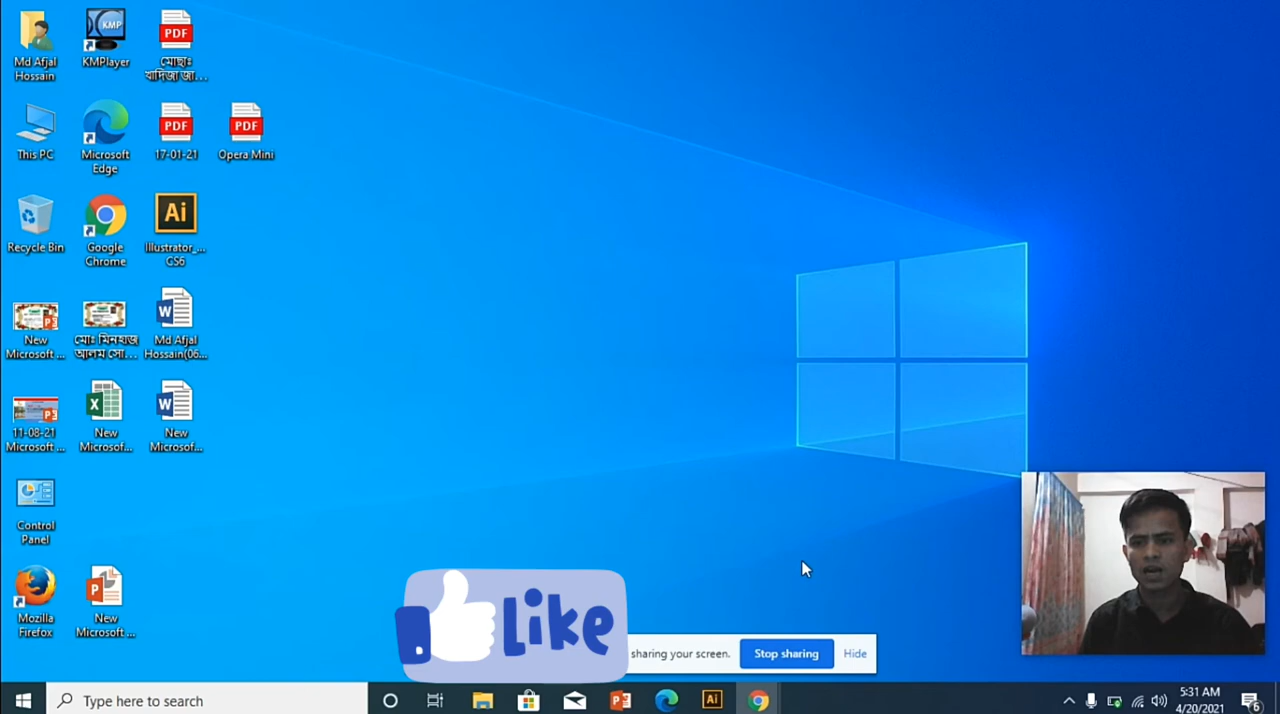 Md Afjal
Hossain
KMP
KMPlayer
PDF
মোছাঃ
খাদিজা জা...
This PC
Microsoft
Edge
PDF
17-01-21
PDF
Opera Mini
Recycle Bin
Google
Chrome
Ai
Illustrator_...
CS6
New
Microsoft ...
মোঃ মিনহাজ
আলম সো...
Md Afjal
Hossain(06...
11-08-21
Microsoft ...
New
Microsof...
New
Microsof...
Control
Panel
Mozilla
Firefox
New
Microsoft ...
Like
sharing your screen.
Stop sharing
Hide
Type here to search
Ai
5:31 AM
4/20/2021
6